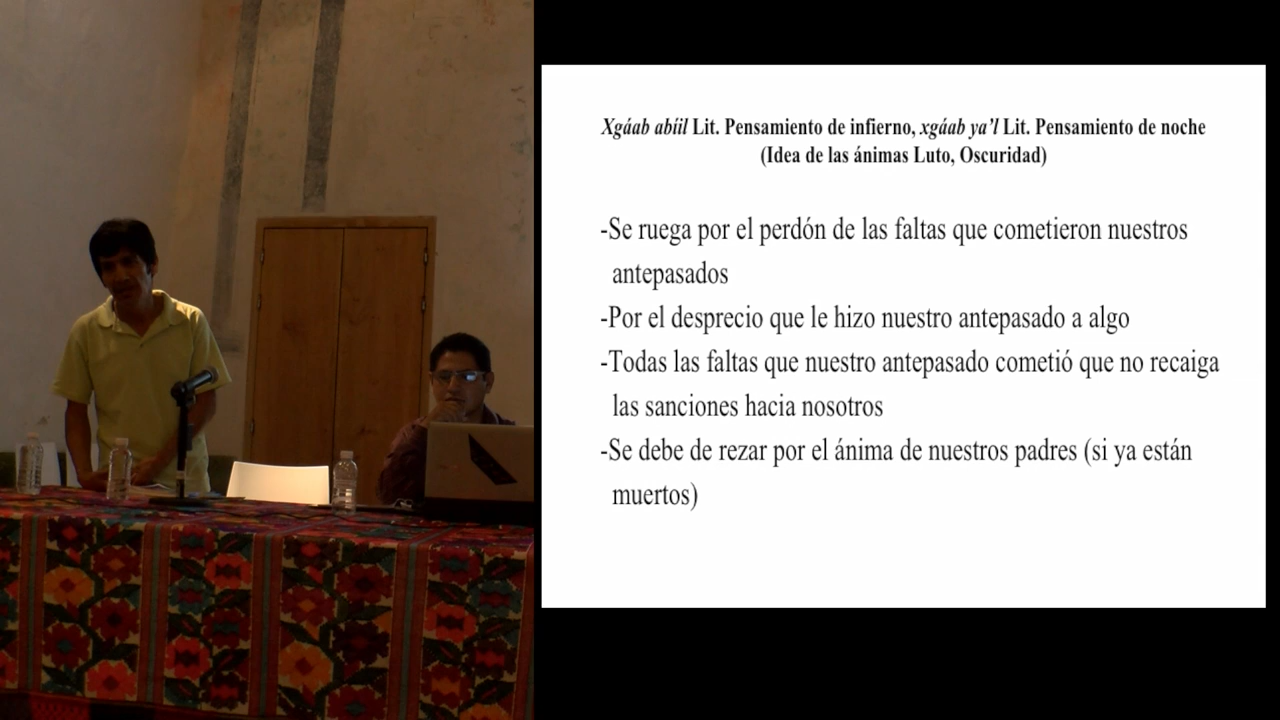 Xgáab abíil Lit. Pensamiento de infierno, xgáab ya’l Lit. Pensamiento de noche
(Idea de las ánimas Luto, Oscuridad)
-Se ruega por el perdón de las faltas que cometieron nuestros
antepasados
-Por el desprecio que le hizo nuestro antepasado a algo
-Todas las faltas que nuestro antepasado cometió que no recaiga
las sanciones hacia nosotros
-Se debe de rezar por el ánima de nuestros padres (si ya están
muertos)